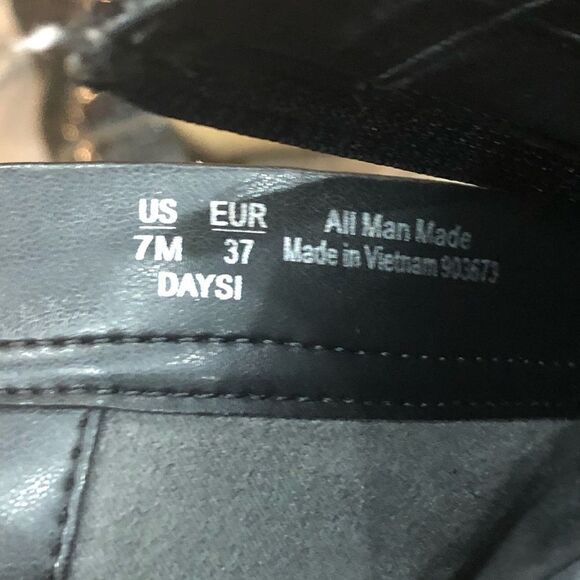 US EUR
7M 37
DAYSI
All Man Made
Made in Vietnam 903673